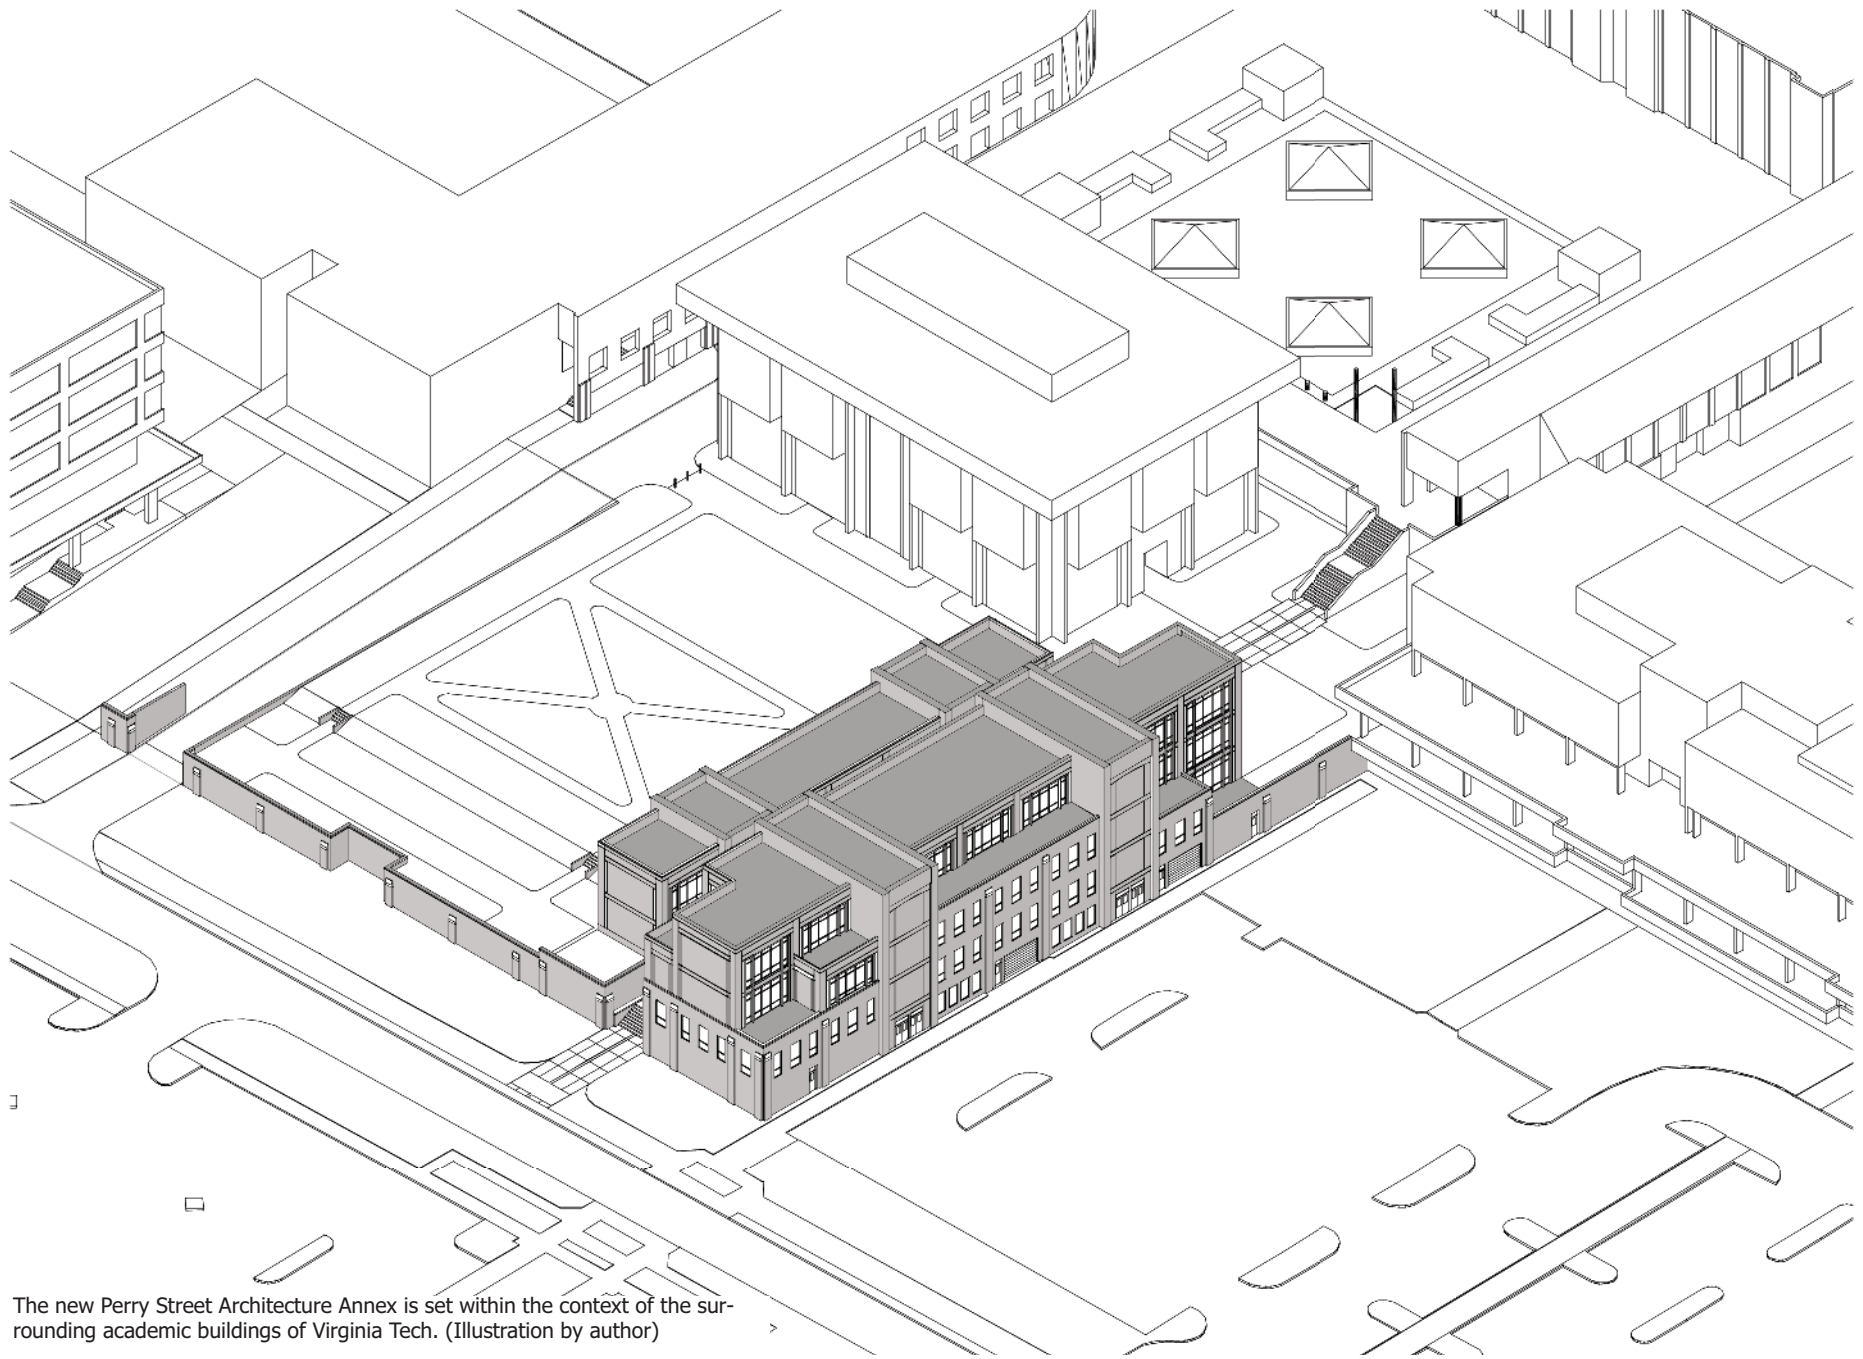 The new Perry Street Architecture Annex is set within the context of the sur-
rounding academic buildings of Virginia Tech. (Illustration by author)